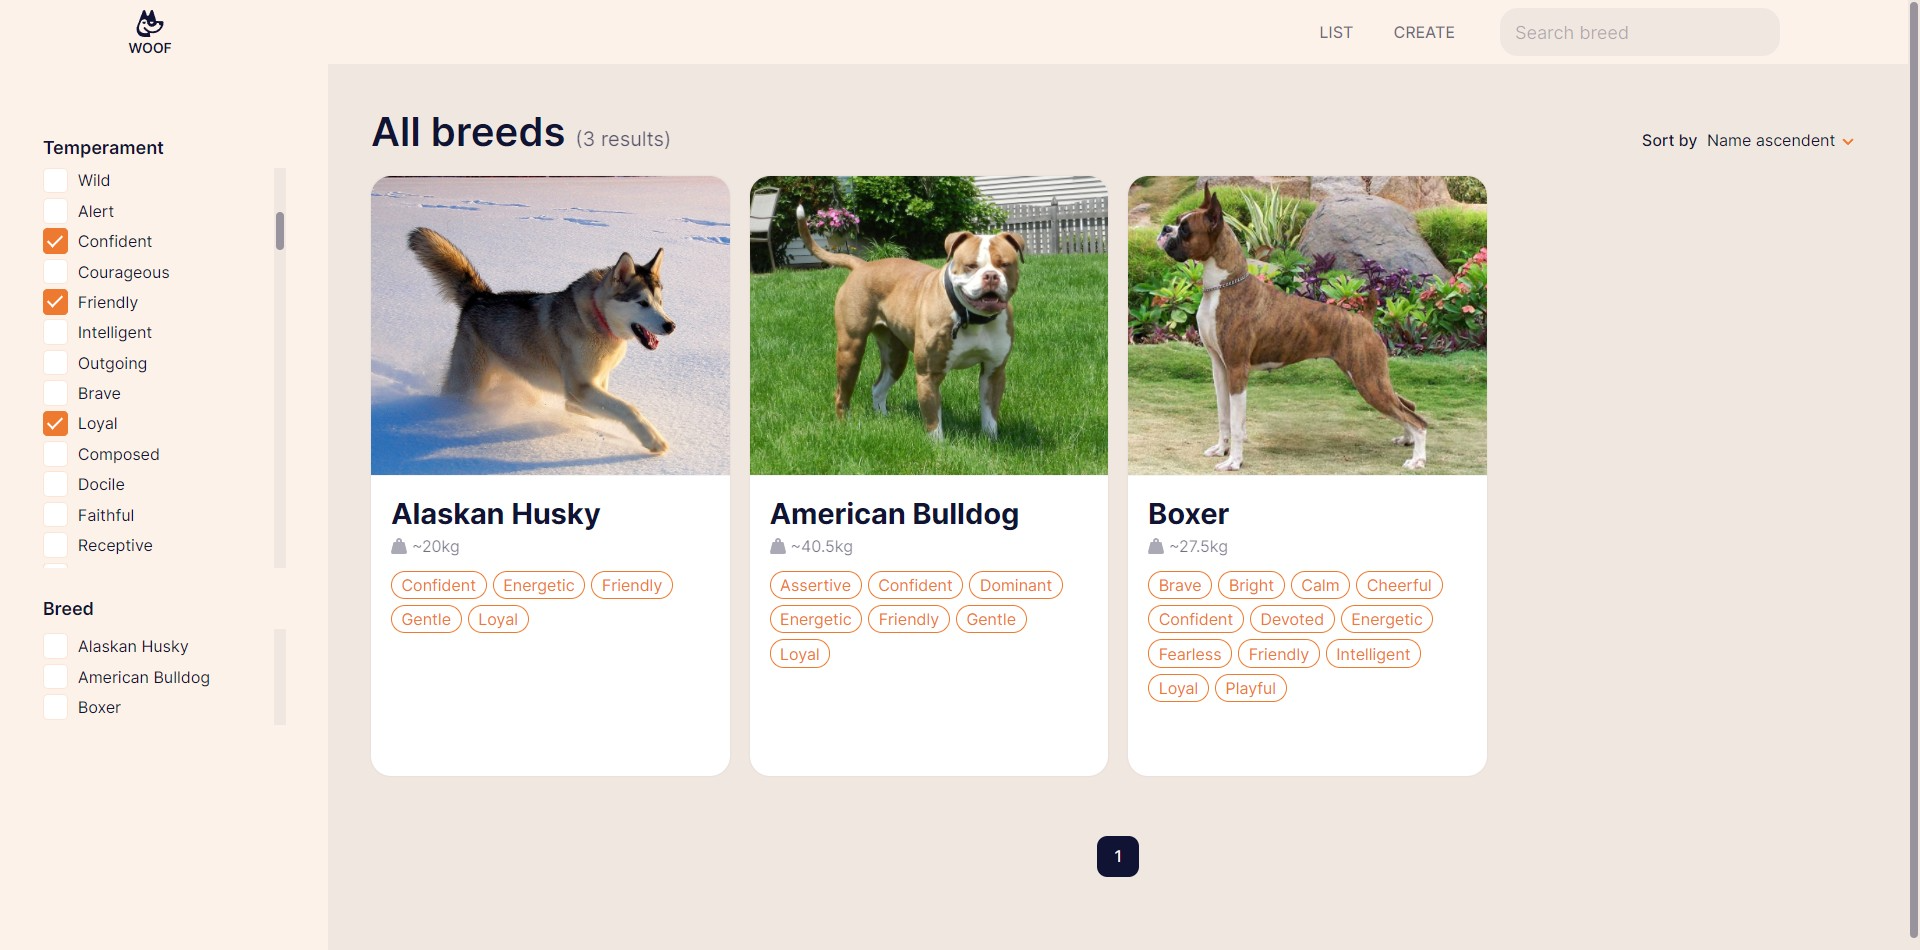 WOOF
LIST CREATE Search breed
Temperament
Wild
Alert
Confident
Courageous
Friendly
Intelligent
Outgoing
Brave
Loyal
Composed
Docile
Faithful
Receptive
Breed
Alaskan Husky
American Bulldog
Boxer
All breeds (3 results)
Sort by Name ascendent
Alaskan Husky
~20kg
Confident Energetic Friendly
Gentle Loyal
American Bulldog
~40.5kg
Assertive Confident Dominant
Energetic Friendly Gentle
Loyal
Boxer
~27.5kg
Brave Bright Calm Cheerful
Confident Devoted Energetic
Fearless Friendly Intelligent
Loyal Playful
1